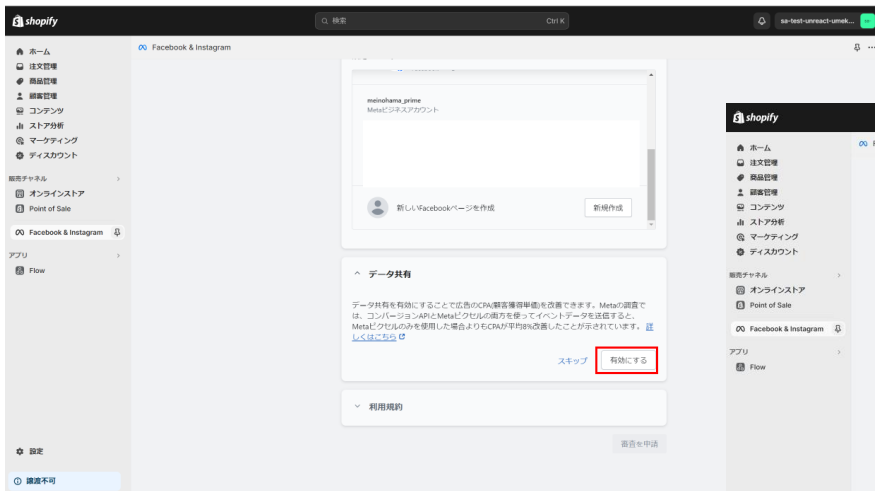 shopify
検索
Ctrl K
sa-test-unreact-umek...
ホーム
注文管理
商品管理
顧客管理
コンテンツ
ストア分析
マーケティング
ディスカウント
販売チャネル
オンラインストア
Point of Sale
Facebook & Instagram
アプリ
Flow
設定
譲渡不可
Facebook & Instagram
meinohama_prime
Metaビジネスアカウント
新しいFacebookページを作成
新規作成
データ共有
データ共有を有効にすることで広告のCPA(顧客獲得単価)を改善できます。Metaの調査で
は、コンバージョンAPIとMetaピクセルの両方を使ってイベントデータを送信すると、
Metaピクセルのみを使用した場合よりもCPAが平均8%改善したことが示されています。 詳
しくはこちら
スキップ
有効にする
利用規約
審査を申請
shopify
ホーム
注文管理
商品管理
顧客管理
コンテンツ
ストア分析
マーケティング
ディスカウント
販売チャネル
オンラインストア
Point of Sale
Facebook & Instagram
アプリ
Flow